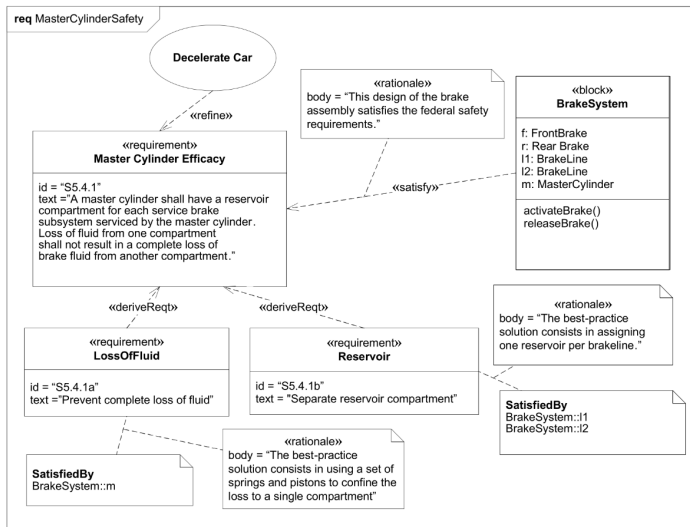 req MasterCylinderSafety
Decelerate Car
«refine»
«rationale»
body = “This design of the brake
assembly satisfies the federal safety
requirements.”
«block»
BrakeSystem
f: FrontBrake
r: Rear Brake
l1: BrakeLine
l2: BrakeLine
m: MasterCylinder
activateBrake()
releaseBrake()
«requirement»
Master Cylinder Efficacy
id = “S5.4.1”
text =“A master cylinder shall have a reservoir
compartment for each service brake
subsystem serviced by the master cylinder.
Loss of fluid from one compartment
shall not result in a complete loss of
brake fluid from another compartment.”
«satisfy»
«deriveReqt»
«deriveReqt»
«requirement»
LossOfFluid
id = “S5.4.1a”
text =“Prevent complete loss of fluid”
«requirement»
Reservoir
id = “S5.4.1b”
text = "Separate reservoir compartment”
«rationale»
body = “The best-practice
solution consists in assigning
one reservoir per brakeline.”
SatisfiedBy
BrakeSystem::l1
BrakeSystem::l2
SatisfiedBy
BrakeSystem::m
«rationale»
body = “The best-practice
solution consists in using a set of
springs and pistons to confine the
loss to a single compartment”